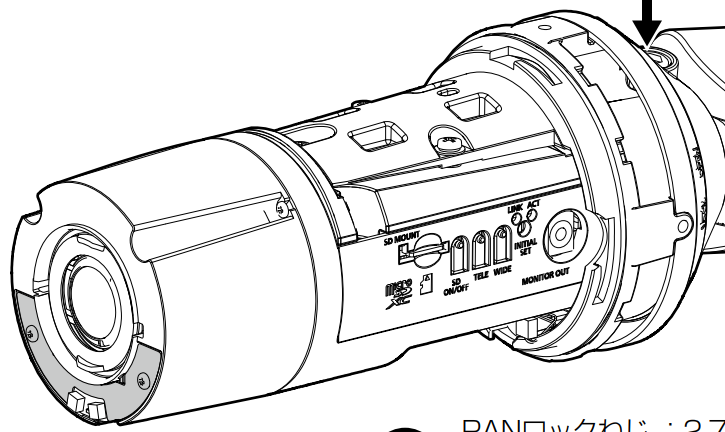 LINK ACT
SD MOUNT
INITIAL
SET
micro
SD
XC
SD
ON/OFF
TELE
WIDE
MONITOR OUT
PANロックねじ :3.7